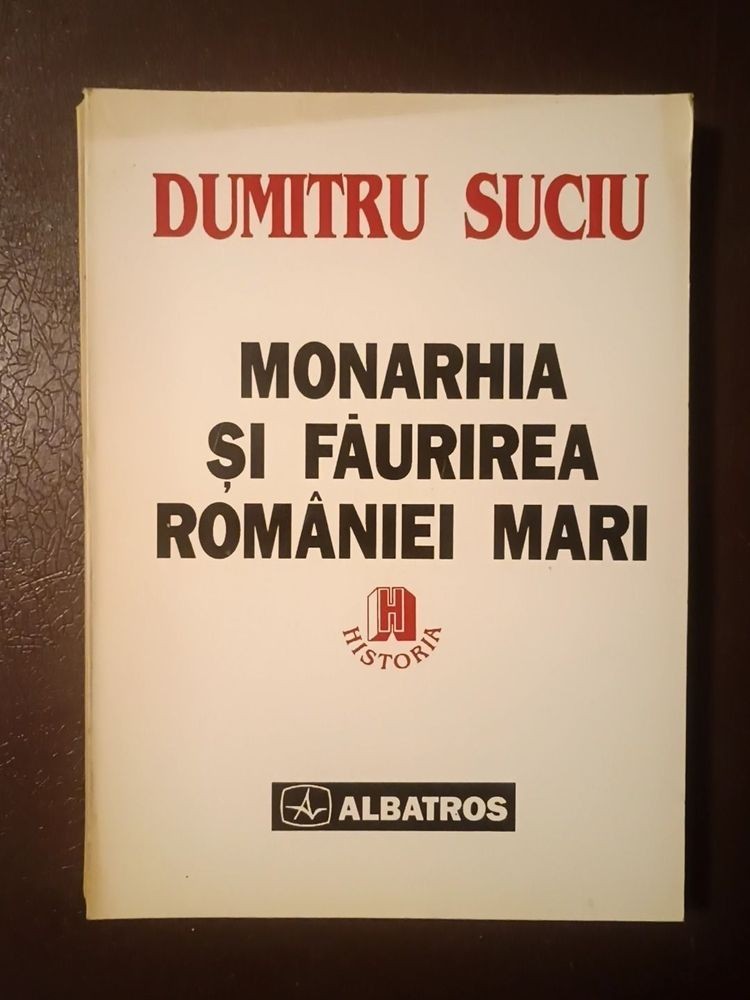 DUMITRU SUCIU
MONARHIA
ȘI FĂURIREA
ROMÂNIEI MARI
H
HISTORIA
ALBATROS